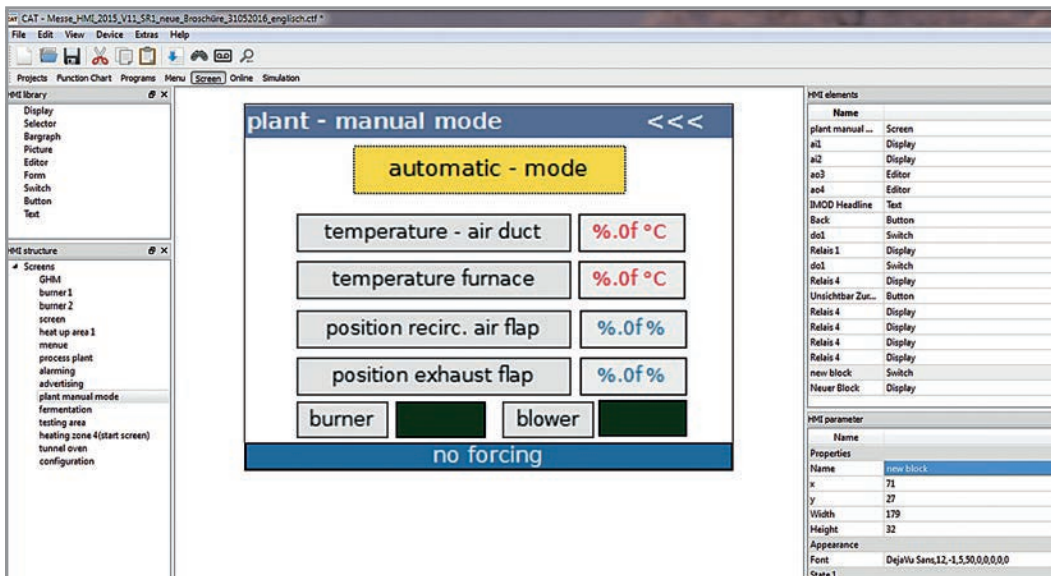 CAT - Messe_HMI_2015_V11_SR1_neue_Broschüre_31052016_englisch.ctf *
File Edit View Device Extras Help
Projects Function Chart Programs Menu Screen Online Simulation
HMI library
Display
Selector
Bargraph
Picture
Editor
Form
Switch
Button
Text
HMI structure
Screens
GHM
burner1
burner 2
screen
heat up area 1
menue
process plant
alarming
advertising
plant manual mode
fermentation
testing area
heating zone 4(start screen)
tunnel oven
configuration
plant - manual mode <<<
automatic - mode
temperature - air duct %.0f °C
temperature furnace %.0f °C
position recirc. air flap %.0f %
position exhaust flap %.0f %
burner blower
no forcing
HMI elements
Name
plant manual ... Screen
ai1 Display
ai2 Display
ao3 Editor
ao4 Editor
IMOD Headline Text
Back Button
do1 Switch
Relais 1 Display
do1 Switch
Relais 4 Display
Unsichtbar Zur... Button
Relais 4 Display
Relais 4 Display
Relais 4 Display
Relais 4 Display
new block Switch
Neuer Block Display
HMI parameter
Name
Properties
Name new block
x 71
y 27
Width 179
Height 32
Appearance
Font DejaVu Sans,12,-1,5,50,0,0,0,0,0
State 1